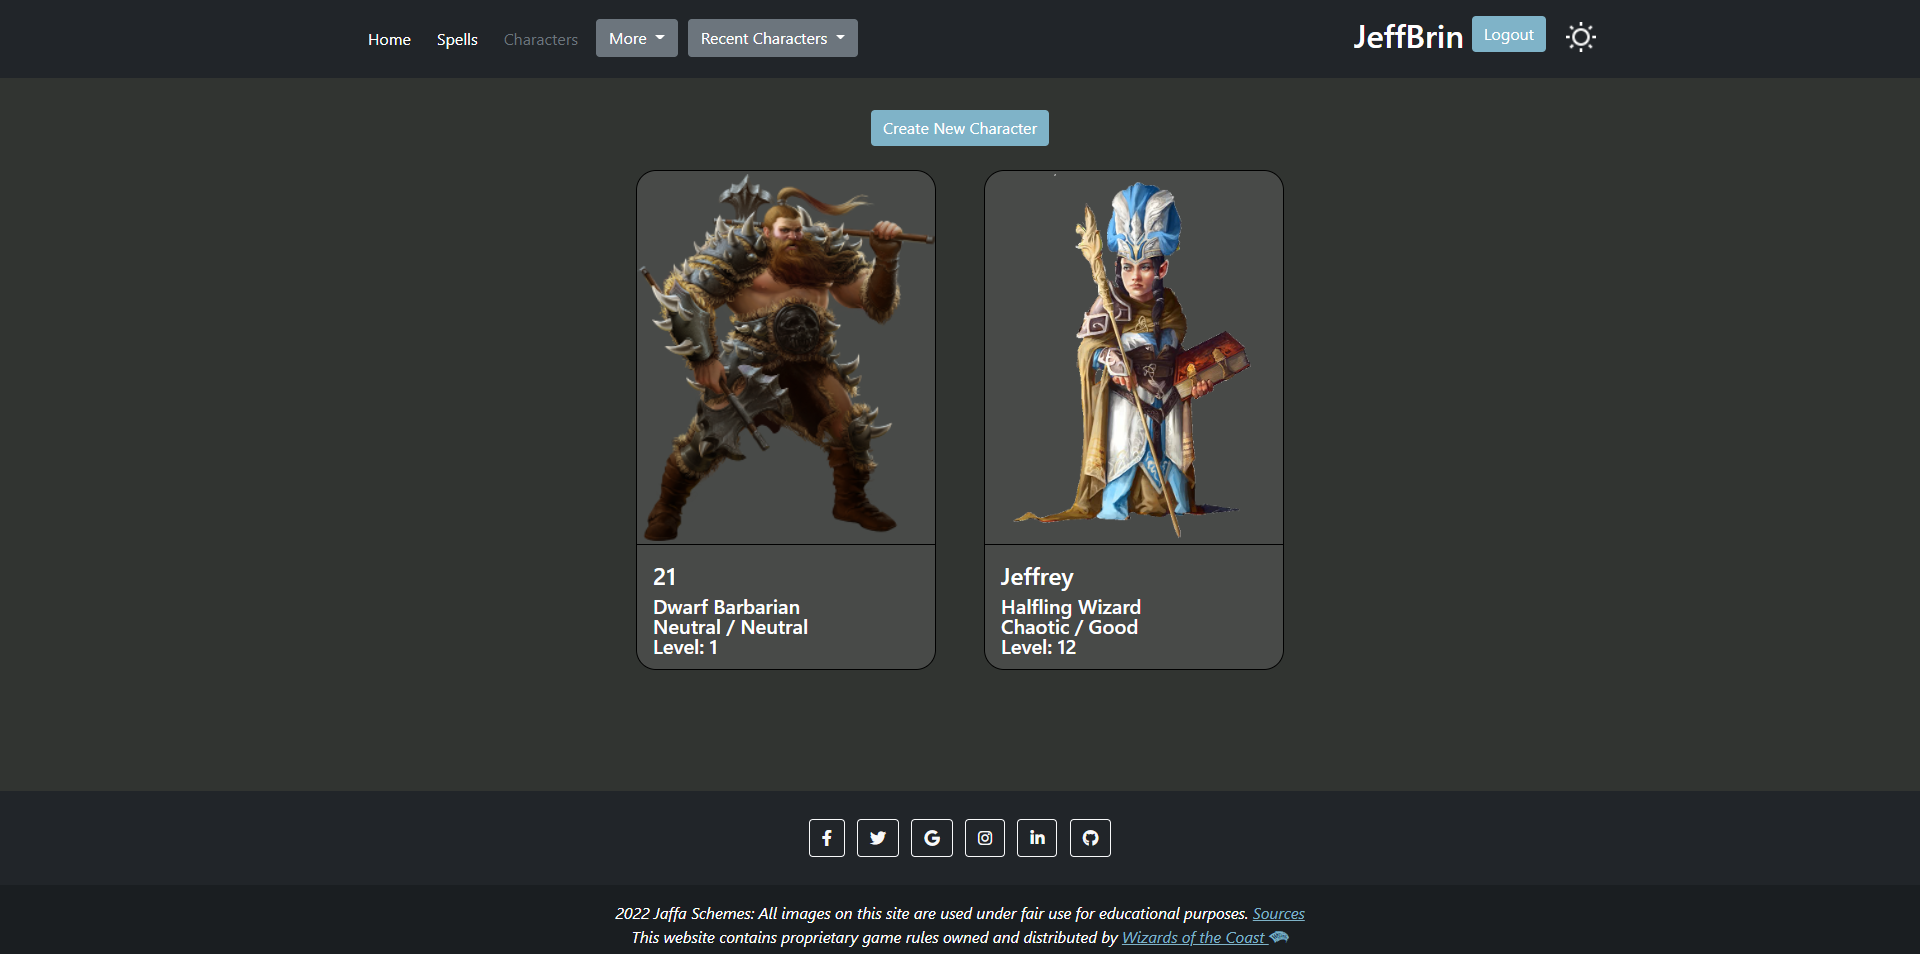 Home Spells Characters More Recent Characters JeffBrin Logout
Create New Character
21
Dwarf Barbarian
Neutral / Neutral
Level: 1
Jeffrey
Halfling Wizard
Chaotic / Good
Level: 12
2022 Jaffa Schemes: All images on this site are used under fair use for educational purposes. Sources
This website contains proprietary game rules owned and distributed by Wizards of the Coast